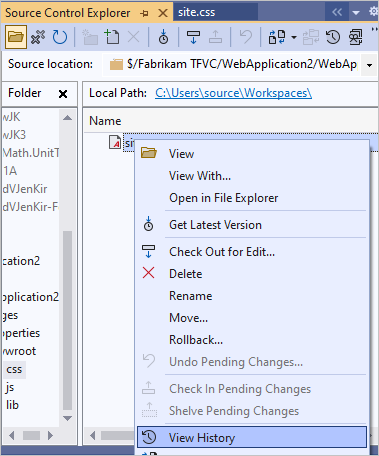 Source Control Explorer site.css
Source location: $/Fabrikam TFVC/WebApplication2/WebAp
Folder Local Path: C:\Users\source\Workspaces\
wJK
wJK3
Math.UnitT
1A
dVJenKir
dVJenKir-F
cation2
pplication2
ges
operties
wwroot
css
js
lib
Name
si
View
View With...
Open in File Explorer
Get Latest Version
Check Out for Edit...
Delete
Rename
Move...
Rollback...
Undo Pending Changes...
Check In Pending Changes
Shelve Pending Changes
View History